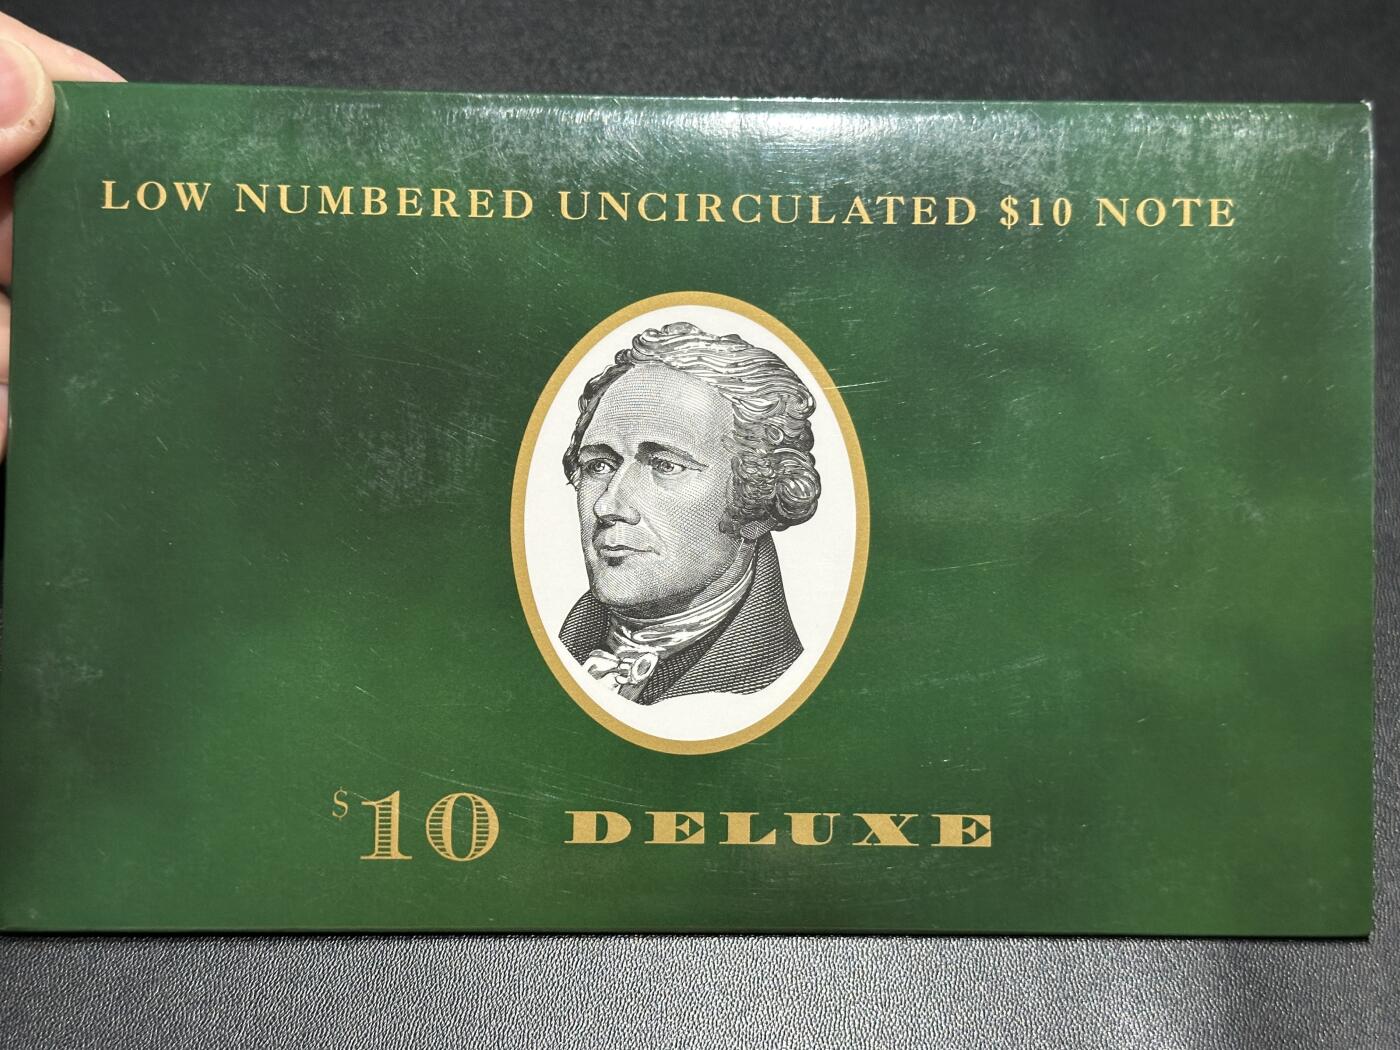 LOW NUMBERED UNCIRCULATED $10 NOTE
$10 DELUXE